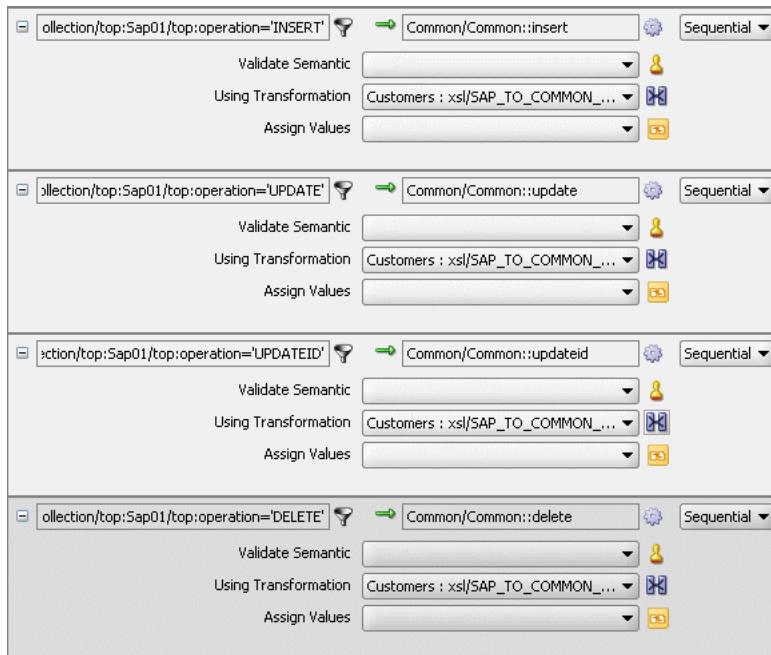 ollection/top:Sap01/top:operation='INSERT' Common/Common::insert Sequential
Validate Semantic
Using Transformation Customers : xsl/SAP_TO_COMMON_...
Assign Values
ollection/top:Sap01/top:operation='UPDATE' Common/Common::update Sequential
Validate Semantic
Using Transformation Customers : xsl/SAP_TO_COMMON_...
Assign Values
ection/top:Sap01/top:operation='UPDATEID' Common/Common::updateid Sequential
Validate Semantic
Using Transformation Customers : xsl/SAP_TO_COMMON_...
Assign Values
ollection/top:Sap01/top:operation='DELETE' Common/Common::delete Sequential
Validate Semantic
Using Transformation Customers : xsl/SAP_TO_COMMON_...
Assign Values